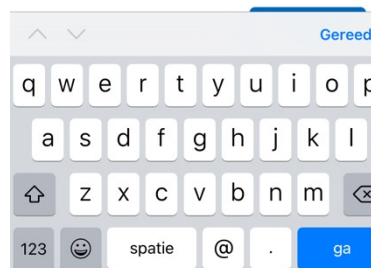 Gereed
q w e r t y u i o p
a s d f g h j k l
z x c v b n m
123 spatie @ . ga